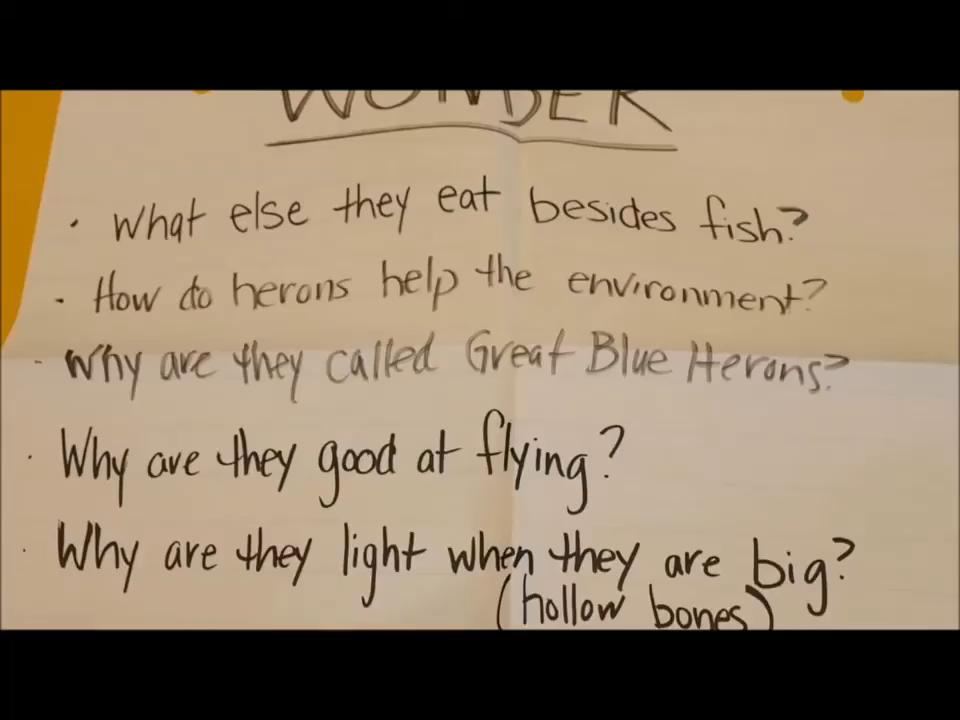 WONDER
· What else they eat besides fish?
· How do herons help the environment?
- Why are they called Great Blue Herons?
· Why are they good at flying?
· Why are they light when they are big?
(hollow bones)